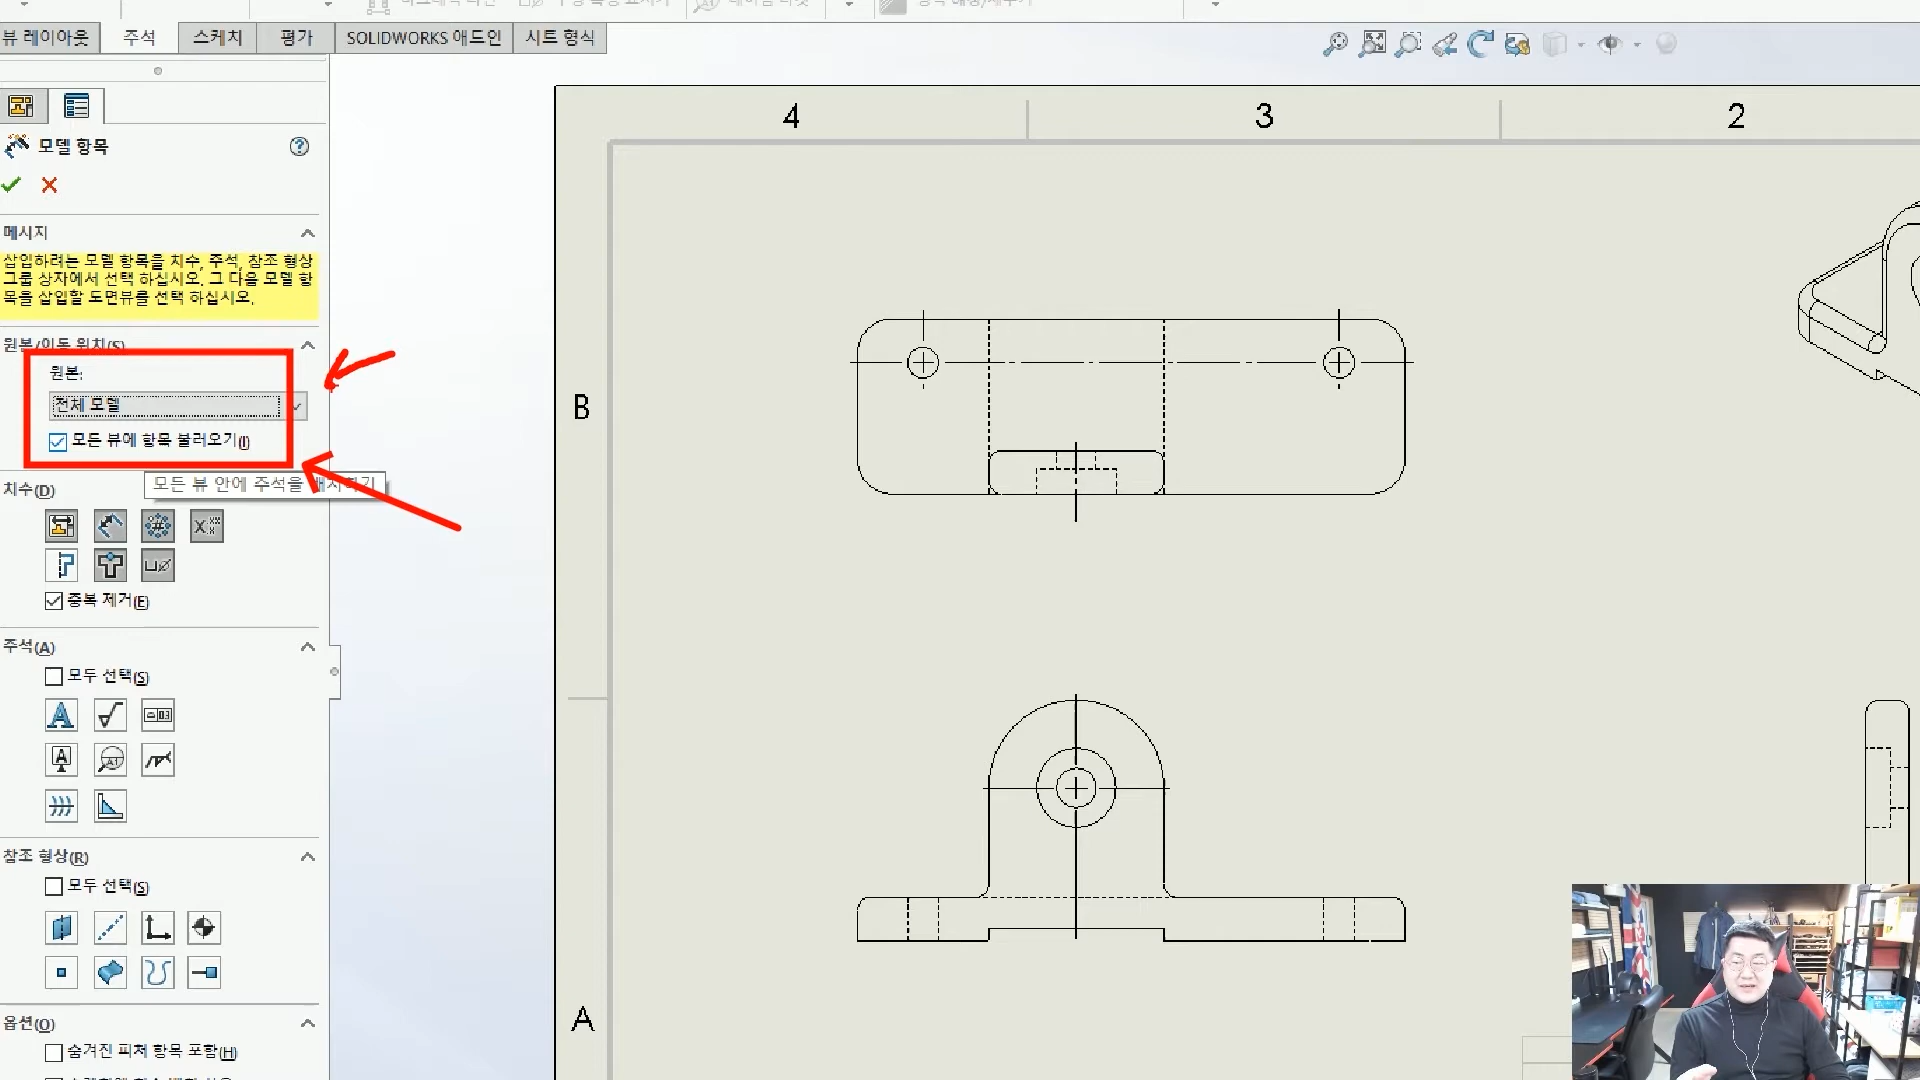 뷰 레이아웃
주석
스케치
평가
SOLIDWORKS 애드인
시트 형식
모델 항목
메시지
삽입하려는 모델 항목을 치수, 주석, 참조 형상
그룹 상자에서 선택 하십시오. 그 다음 모델 항
목을 삽입할 도면뷰를 선택 하십시오.
원본/이동 위치(S)
원본:
전체 모델
모든 뷰에 항목 불러오기(I)
모든 뷰 안에 주석을
치수(D)
중복 제거(E)
주석(A)
모두 선택(S)
참조 형상(R)
모두 선택(S)
옵션(O)
숨겨진 피처 항목 포함(H)
4
3
2
B
A